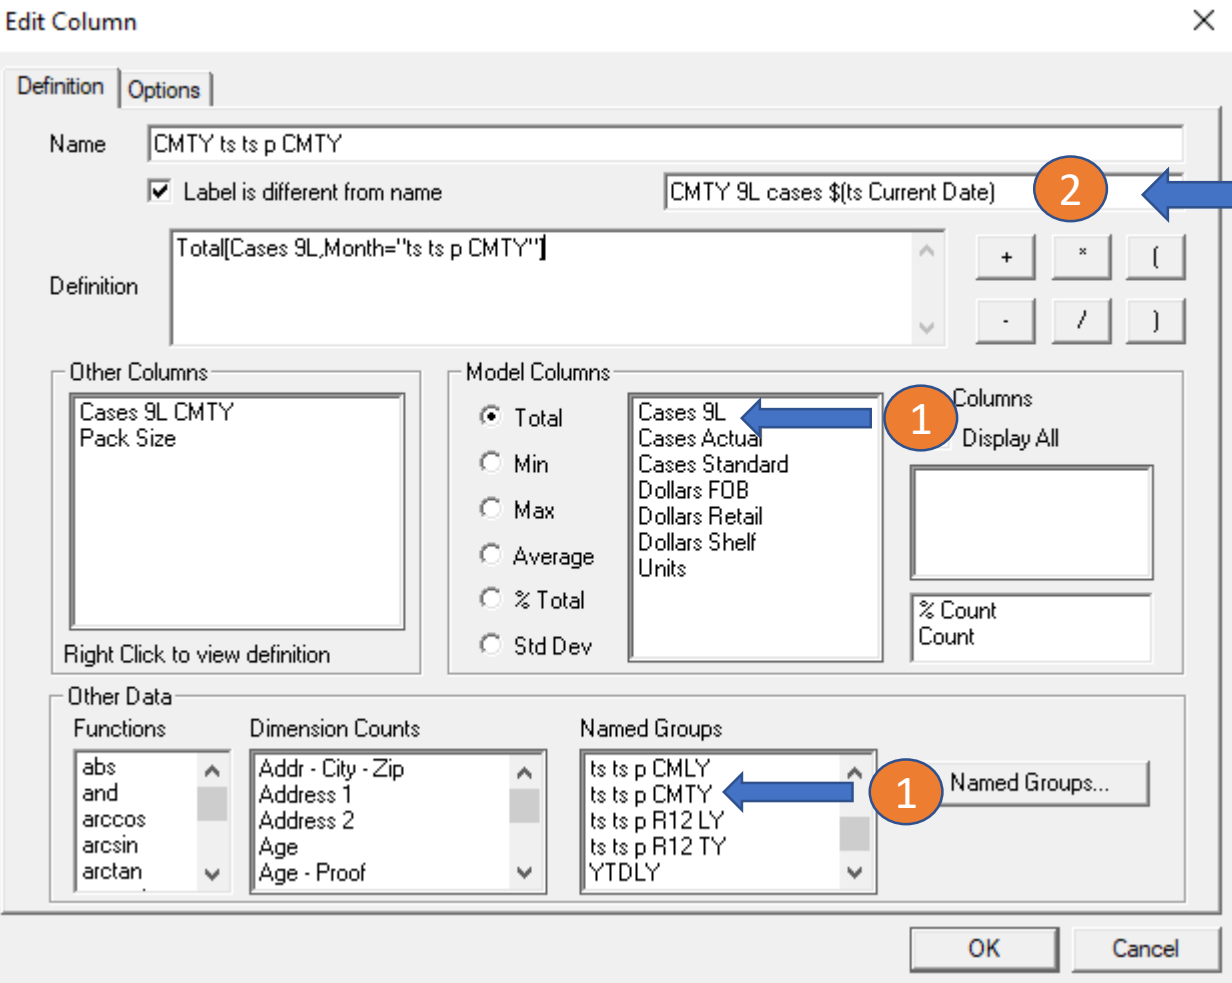 Edit Column
Definition
Options
Name
CMTY ts ts p CMTY
Label is different from name
CMTY 9L cases $(ts Current Date)
2
Definition
Total[Cases 9L,Month="ts ts p CMTY"]
+
*
(
-
/
)
Other Columns
Cases 9L CMTY
Pack Size
Right Click to view definition
Model Columns
Total
Min
Max
Average
% Total
Std Dev
Cases 9L
Cases Actual
Cases Standard
Dollars FOB
Dollars Retail
Dollars Shelf
Units
1
Columns
Display All
% Count
Count
Other Data
Functions
abs
and
arccos
arcsin
arctan
Dimension Counts
Addr - City - Zip
Address 1
Address 2
Age
Age - Proof
Named Groups
ts ts p CMLY
ts ts p CMTY
ts ts p R12 LY
ts ts p R12 TY
YTDLY
1
Named Groups...
OK
Cancel